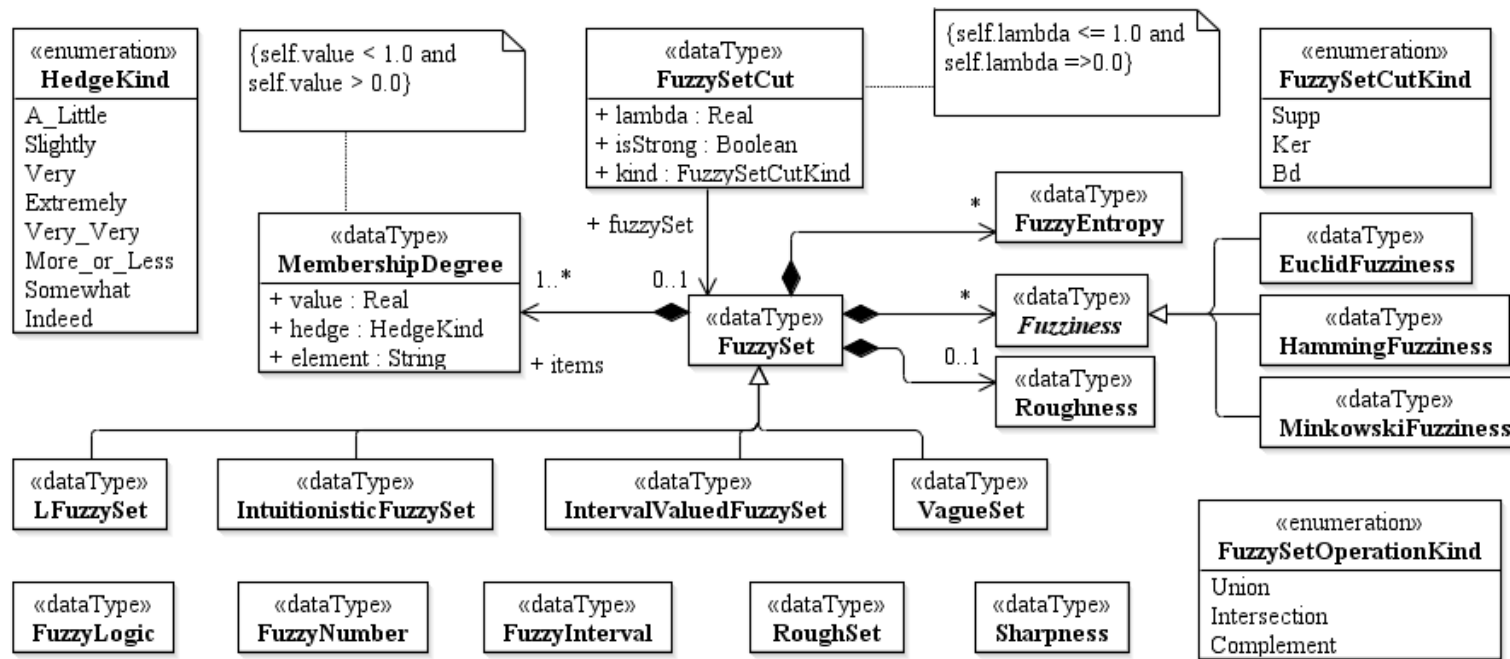 «enumeration»
HedgeKind
A_Little
Slightly
Very
Extremely
Very_Very
More_or_Less
Somewhat
Indeed
{self.value < 1.0 and
self.value > 0.0}
«dataType»
FuzzySetCut
+ lambda : Real
+ isStrong : Boolean
+ kind : FuzzySetCutKind
{self.lambda <= 1.0 and
self.lambda =>0.0}
«enumeration»
FuzzySetCutKind
Supp
Ker
Bd
«dataType»
MembershipDegree
+ value : Real
+ hedge : HedgeKind
+ element : String
+ fuzzySet
1..*
0..1
+ items
«dataType»
FuzzySet
*
«dataType»
FuzzyEntropy
*
«dataType»
Fuzziness
0..1
«dataType»
Roughness
«dataType»
EuclidFuzziness
«dataType»
HammingFuzziness
«dataType»
MinkowskiFuzziness
«dataType»
LFuzzySet
«dataType»
IntuitionisticFuzzySet
«dataType»
IntervalValuedFuzzySet
«dataType»
VagueSet
«enumeration»
FuzzySetOperationKind
Union
Intersection
Complement
«dataType»
FuzzyLogic
«dataType»
FuzzyNumber
«dataType»
FuzzyInterval
«dataType»
RoughSet
«dataType»
Sharpness